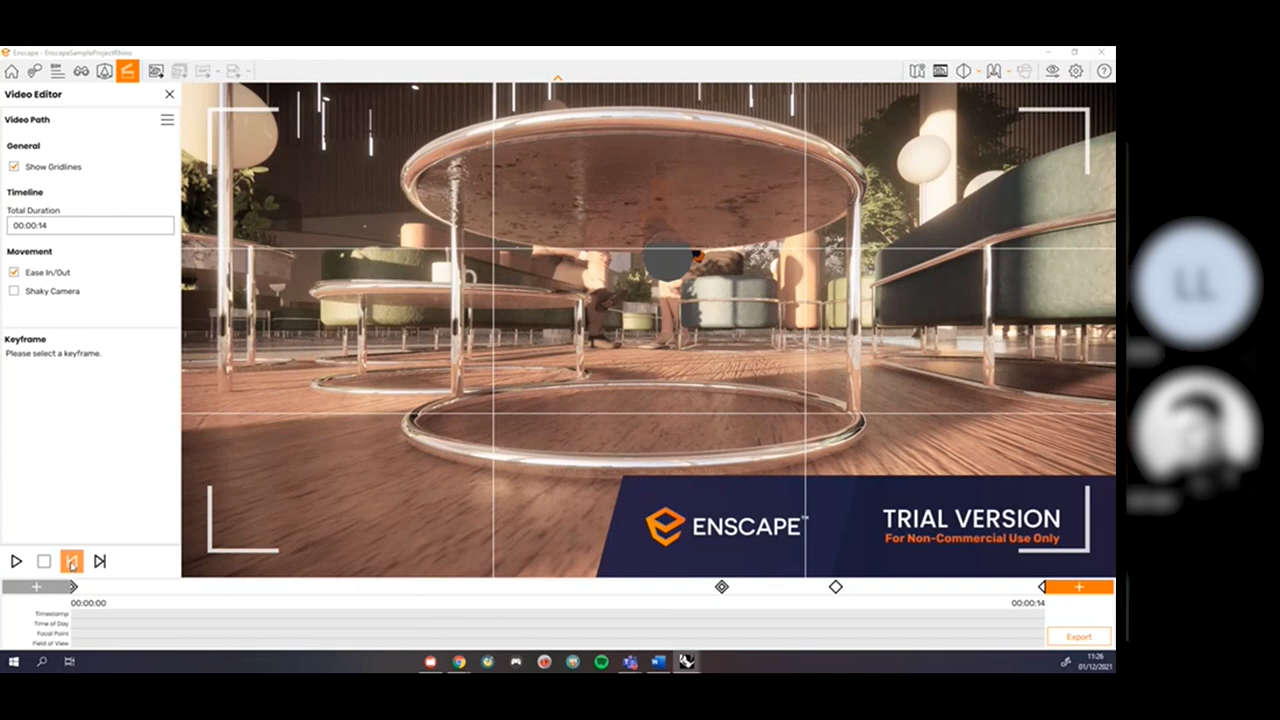 Enscape - EnscapeSampleProjectRhino
Video Editor
Video Path
General
Show Gridlines
Timeline
Total Duration
00:00:14
Movement
Ease In/Out
Shaky Camera
Keyframe
Please select a keyframe.
ENSCAPE™
TRIAL VERSION
For Non-Commercial Use Only
00:00:00
00:00:14
Timestamp
Time of Day
Focal Point
Field of View
Export
11:26
01/12/2021
LL